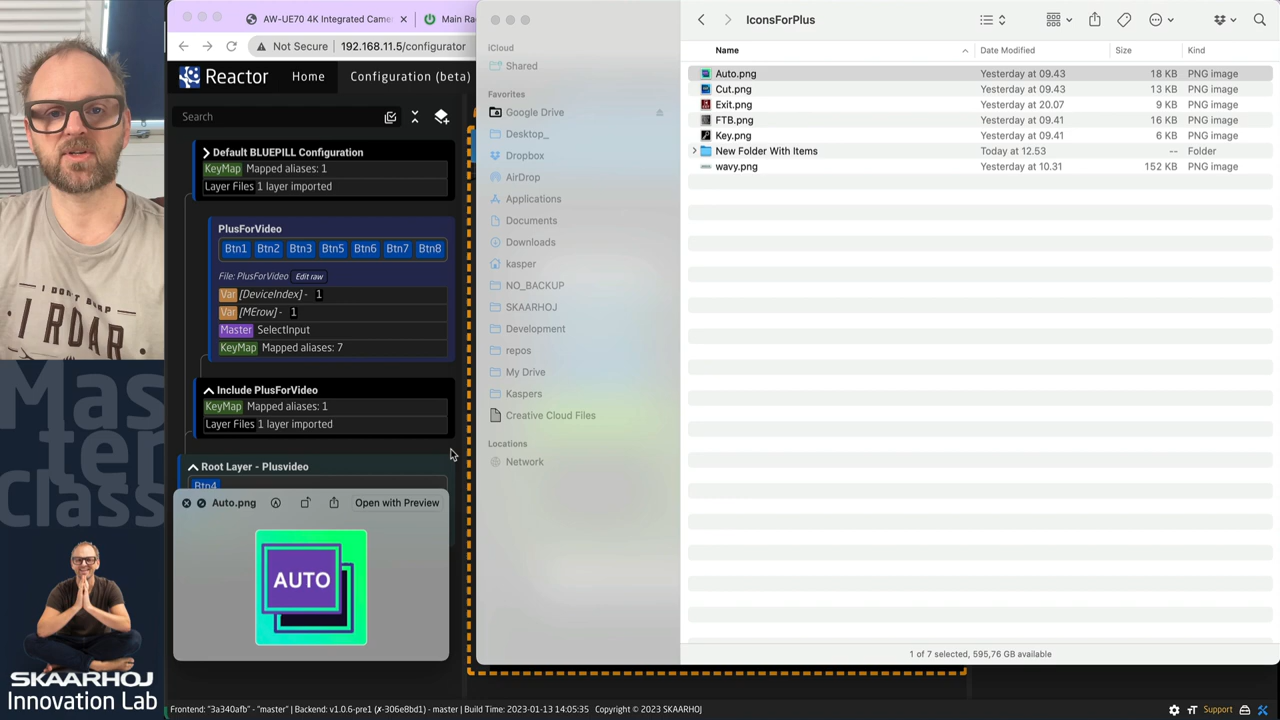 I DON'T
I ROAR.
Master
Class
SKAARHOJ
Innovation Lab
AW-UE70 4K Integrated Came
Main Ra
Not Secure
192.168.11.5/configurator
Reactor
Home
Configuration (beta)
Search
Default BLUEPILL Configuration
KeyMap Mapped aliases: 1
Layer Files 1 layer imported
PlusForVideo
Btn1 Btn2 Btn3 Btn5 Btn6 Btn7 Btn8
File: PlusForVideo Edit raw
Var [DeviceIndex] - 1
Var [MErow] - 1
Master SelectInput
KeyMap Mapped aliases: 7
Include PlusForVideo
KeyMap Mapped aliases: 1
Layer Files 1 layer imported
Root Layer - Plusvideo
Btn4
Auto.png
Open with Preview
AUTO
iCloud
Shared
Favorites
Google Drive
Desktop_
Dropbox
AirDrop
Applications
Documents
Downloads
kasper
NO_BACKUP
SKAARHOJ
Development
repos
My Drive
Kaspers
Creative Cloud Files
Locations
Network
IconsForPlus
Name Date Modified Size Kind
Auto.png Yesterday at 09.43 18 KB PNG image
Cut.png Yesterday at 09.43 13 KB PNG image
Exit.png Yesterday at 20.07 9 KB PNG image
FTB.png Yesterday at 09.41 16 KB PNG image
Key.png Yesterday at 09.41 6 KB PNG image
New Folder With Items Today at 12.53 -- Folder
wavy.png Yesterday at 10.31 152 KB PNG image
1 of 7 selected, 595,76 GB available
Frontend: "3a340afb" - "master" | Backend: v1.0.6-pre1 (✗-306e8bd1) - master | Build Time: 2023-01-13 14:05:35 Copyright © 2023 SKAARHOJ
Support